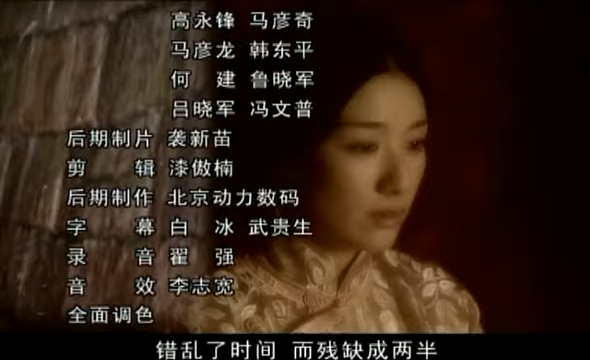 高永锋 马彦奇
马彦龙 韩东平
何 建 鲁晓军
吕晓军 冯文普
后期制片 袭新苗
剪 辑 漆傲楠
后期制作 北京动力数码
字 幕 白 冰 武贵生
录 音 翟 强
音 效 李志宽
全面调色
错乱了时间 而残缺成两半